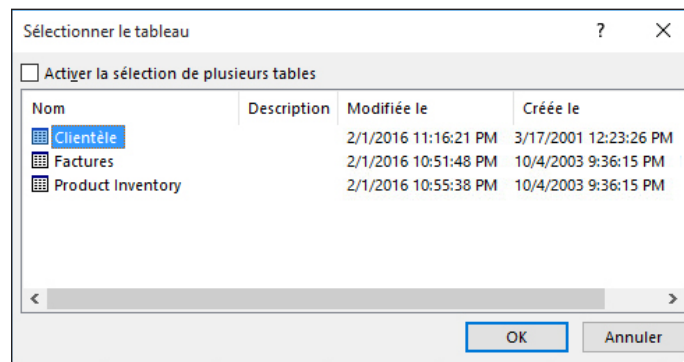 Sélectionner le tableau ?
Activer la sélection de plusieurs tables
Nom Description Modifiée le Créée le
Clientèle 2/1/2016 11:16:21 PM 3/17/2001 12:23:26 PM
Factures 2/1/2016 10:51:48 PM 10/4/2003 9:36:15 PM
Product Inventory 2/1/2016 10:55:38 PM 10/4/2003 9:36:15 PM
OK Annuler